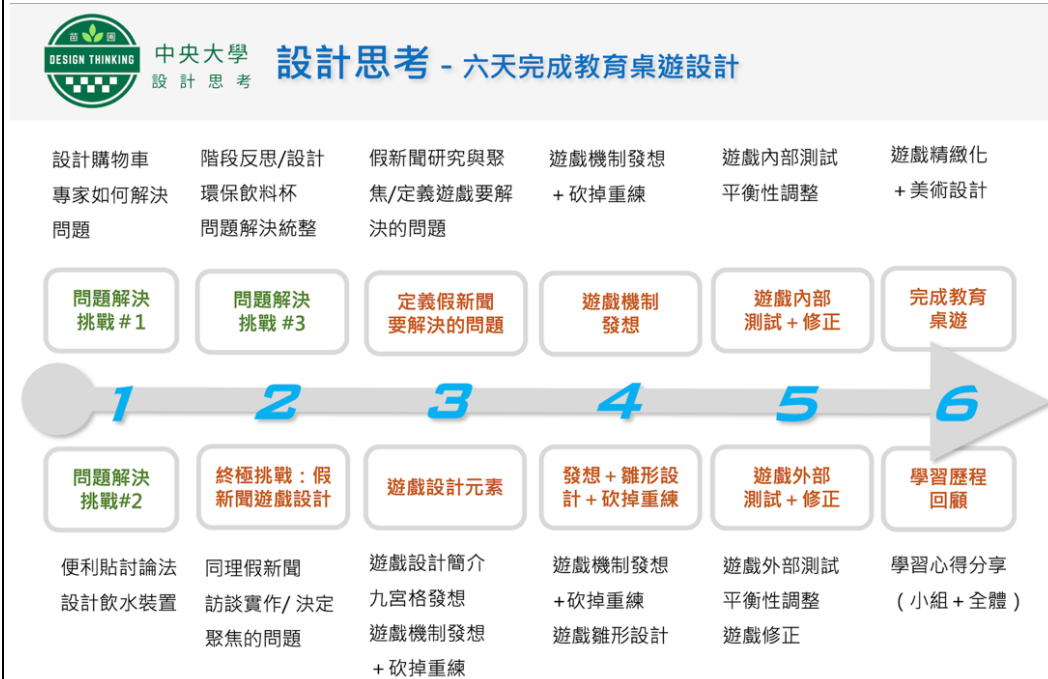 苗圃
DESIGN THINKING
中央大學
設計思考
設計思考 - 六天完成教育桌遊設計
設計購物車
專家如何解決
問題
階段反思/設計
環保飲料杯
問題解決統整
假新聞研究與聚
焦/定義遊戲要解
決的問題
遊戲機制發想
+砍掉重練
遊戲內部測試
平衡性調整
遊戲精緻化
+美術設計
問題解決
挑戰#1
問題解決
挑戰 #3
定義假新聞
要解決的問題
遊戲機制
發想
遊戲內部
測試+修正
完成教育
桌遊
1
2
3
4
5
6
問題解決
挑戰#2
終極挑戰：假
新聞遊戲設計
遊戲設計元素
發想+雛形設
計+砍掉重練
遊戲外部
測試+修正
學習歷程
回顧
便利貼討論法
設計飲水裝置
同理假新聞
訪談實作/ 決定
聚焦的問題
遊戲設計簡介
九宮格發想
遊戲機制發想
+砍掉重練
遊戲機制發想
+砍掉重練
遊戲雛形設計
遊戲外部測試
平衡性調整
遊戲修正
學習心得分享
（小組+全體）